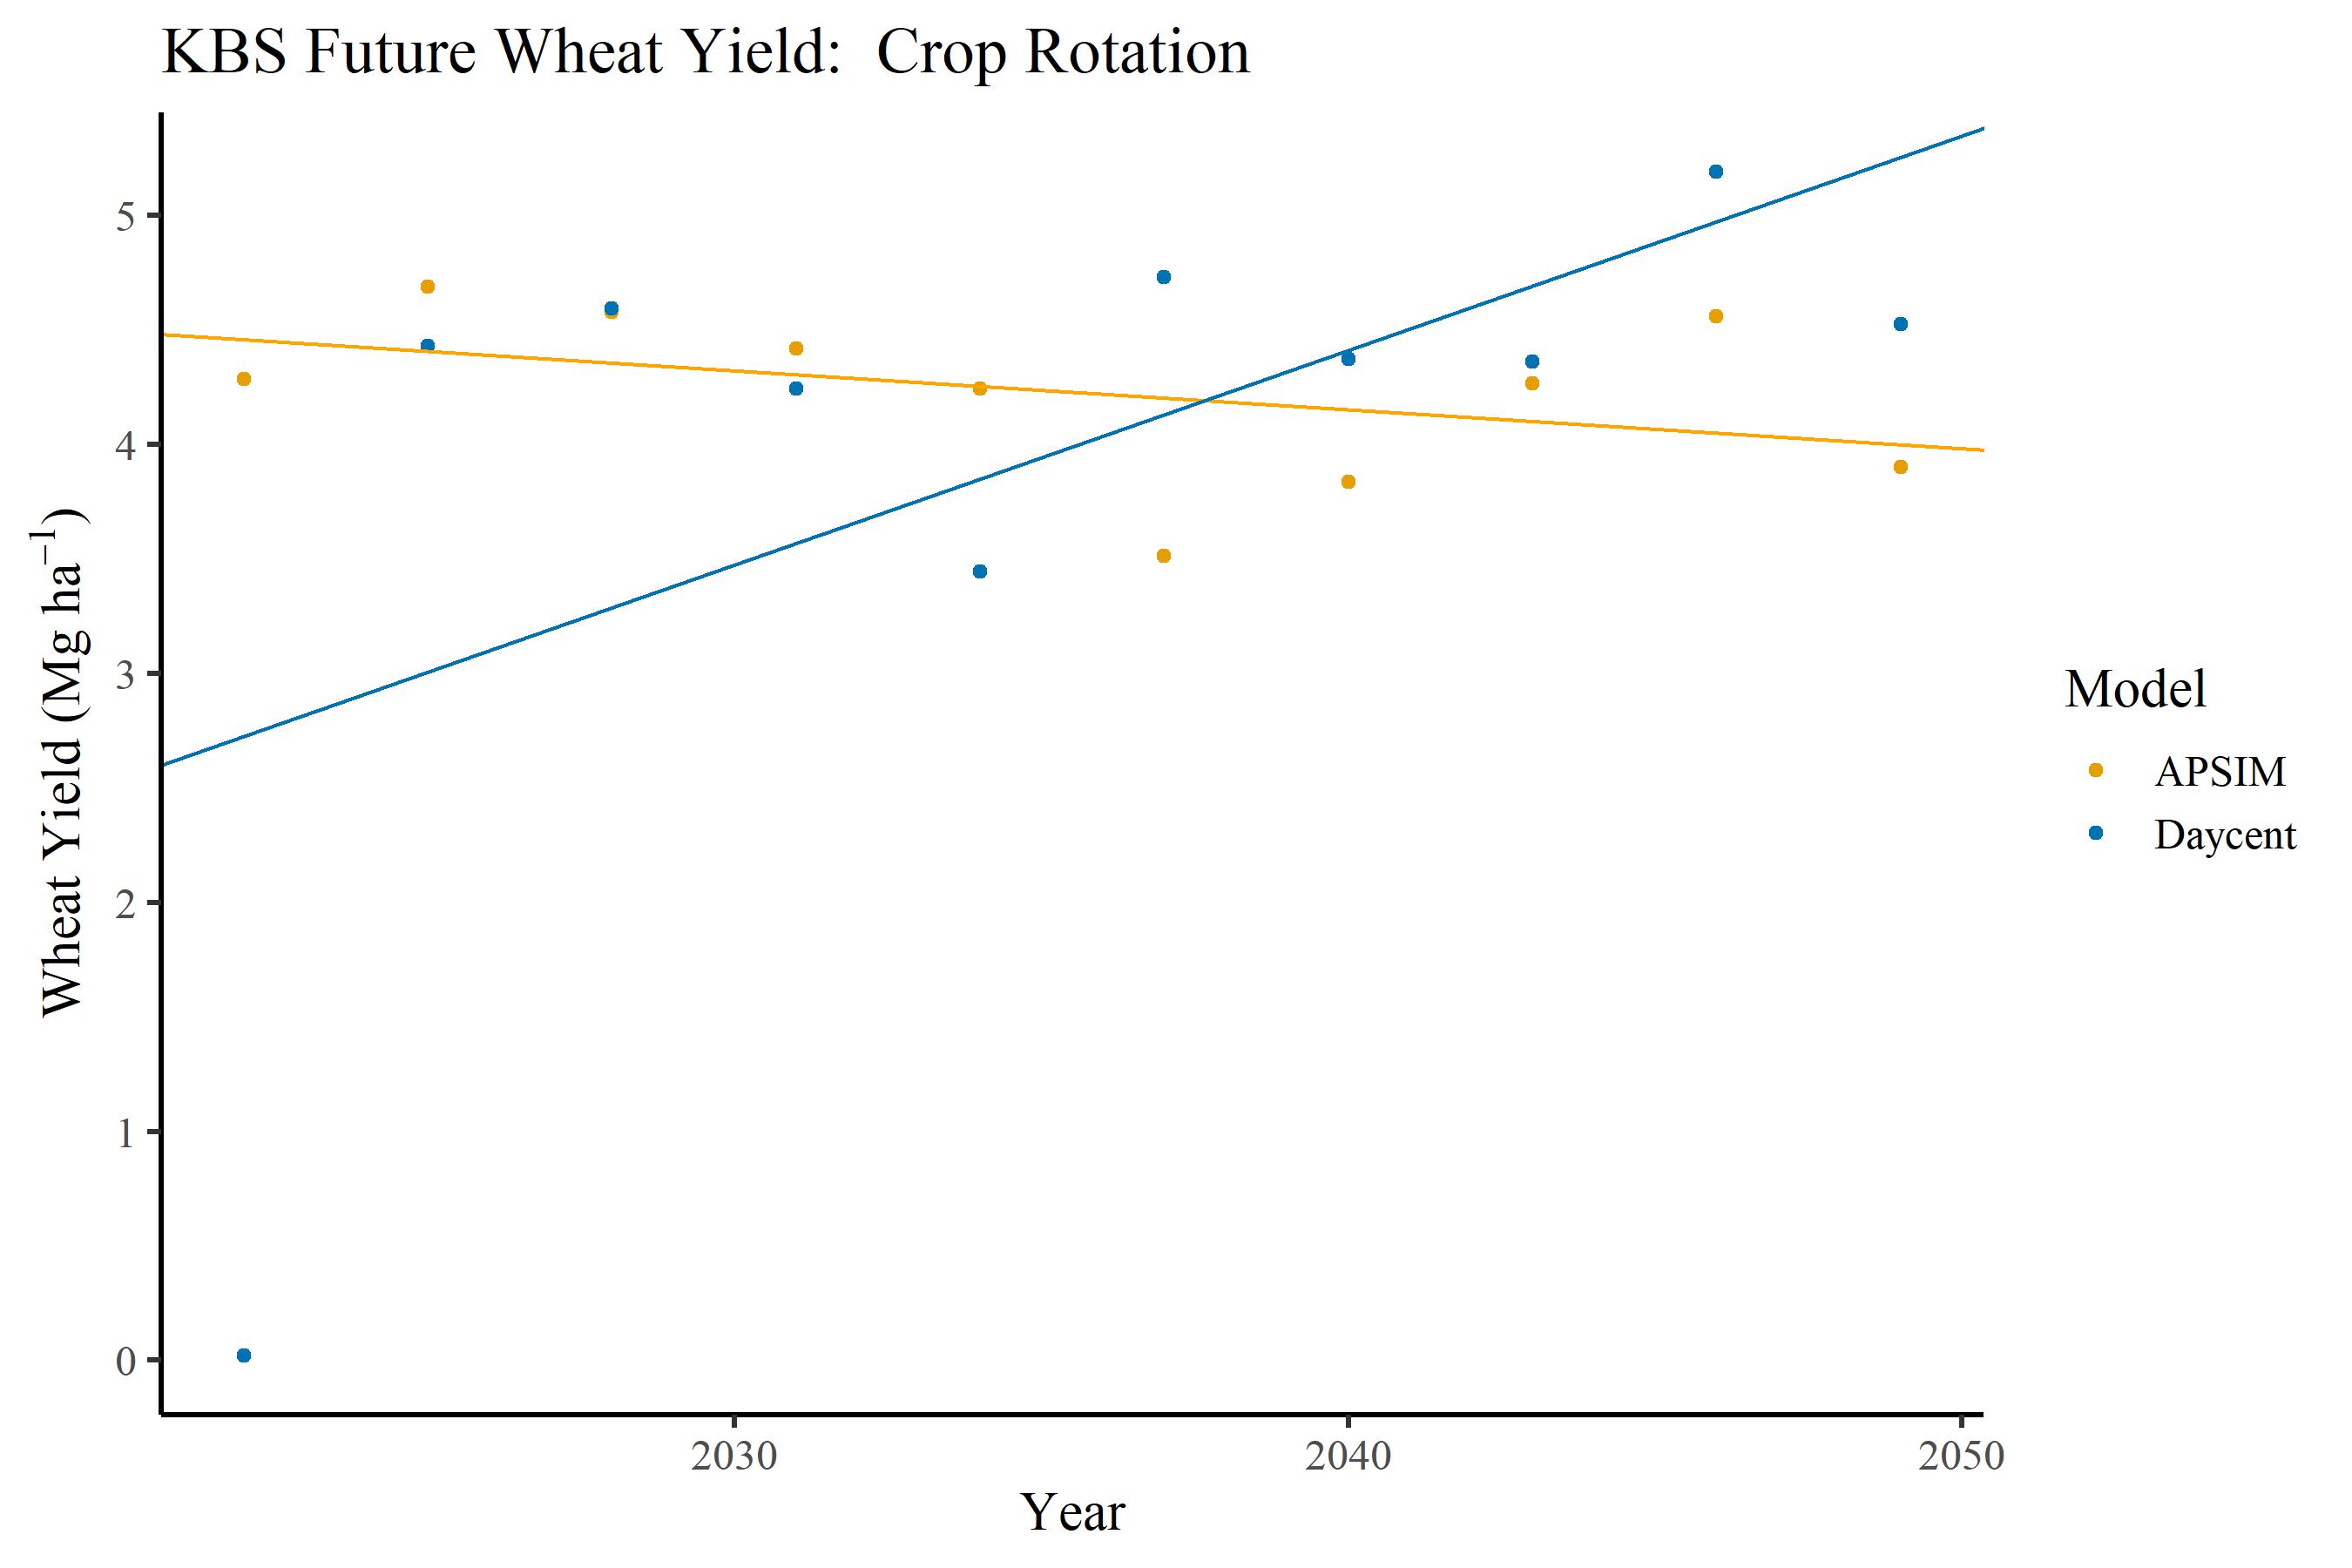 KBS Future Wheat Yield:  Crop Rotation
Wheat Yield (Mg ha⁻¹)
5
4
3
2
1
0
2030
2040
2050
Year
Model
APSIM
Daycent